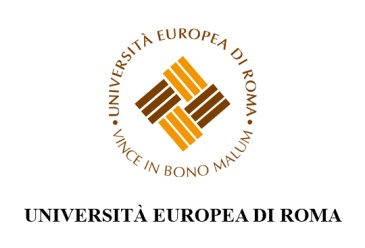 • UNIVERSITÀ EUROPEA DI ROMA •
VINCE IN BONO MALUM
UNIVERSITÀ EUROPEA DI ROMA